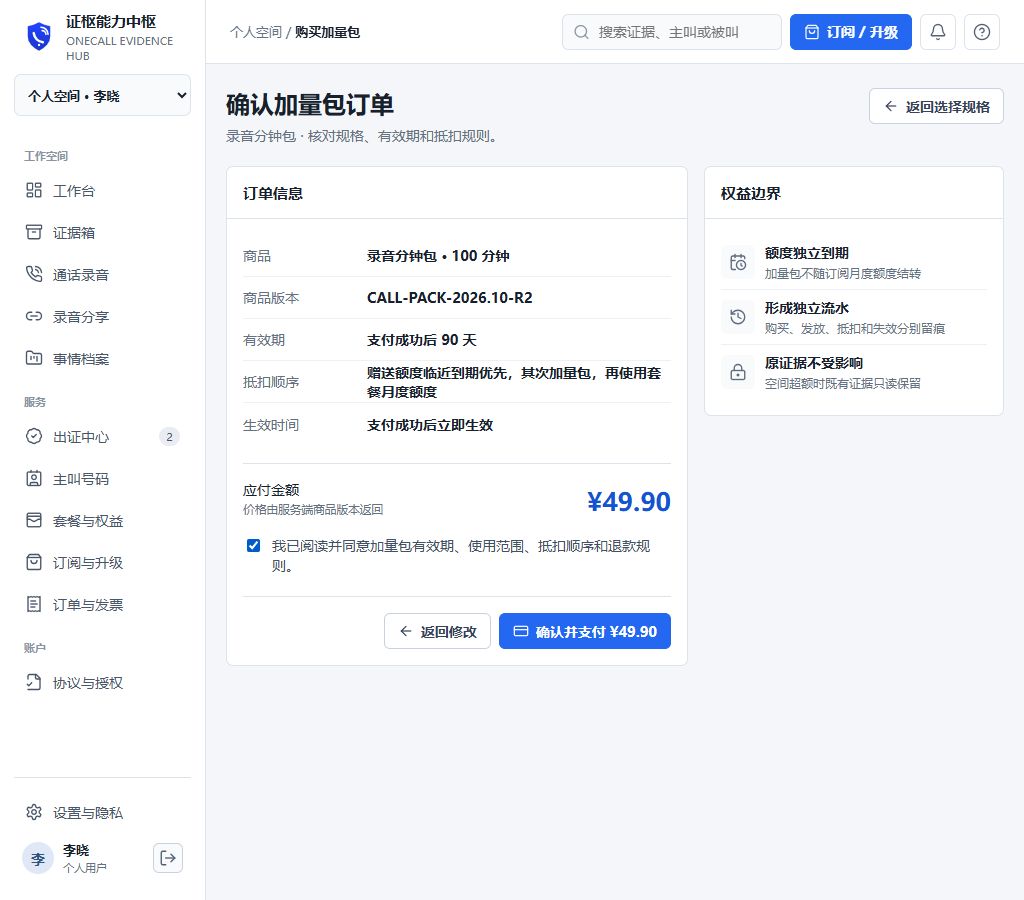 证枢能力中枢
ONECALL EVIDENCE
HUB
个人空间 • 李晓
工作空间
工作台
证据箱
通话录音
录音分享
事情档案
服务
出证中心 2
主叫号码
套餐与权益
订阅与升级
订单与发票
账户
协议与授权
设置与隐私
李
李晓
个人用户
个人空间 / 购买加量包
搜索证据、主叫或被叫
订阅 / 升级
确认加量包订单
录音分钟包 · 核对规格、有效期和抵扣规则。
返回选择规格
订单信息
商品 录音分钟包 • 100 分钟
商品版本 CALL-PACK-2026.10-R2
有效期 支付成功后 90 天
抵扣顺序 赠送额度临近到期优先，其次加量包，再使用套
餐月度额度
生效时间 支付成功后立即生效
应付金额
价格由服务端商品版本返回
¥49.90
我已阅读并同意加量包有效期、使用范围、抵扣顺序和退款规
则。
返回修改
确认并支付 ¥49.90
权益边界
额度独立到期
加量包不随订阅月度额度结转
形成独立流水
购买、发放、抵扣和失效分别留痕
原证据不受影响
空间超额时既有证据只读保留